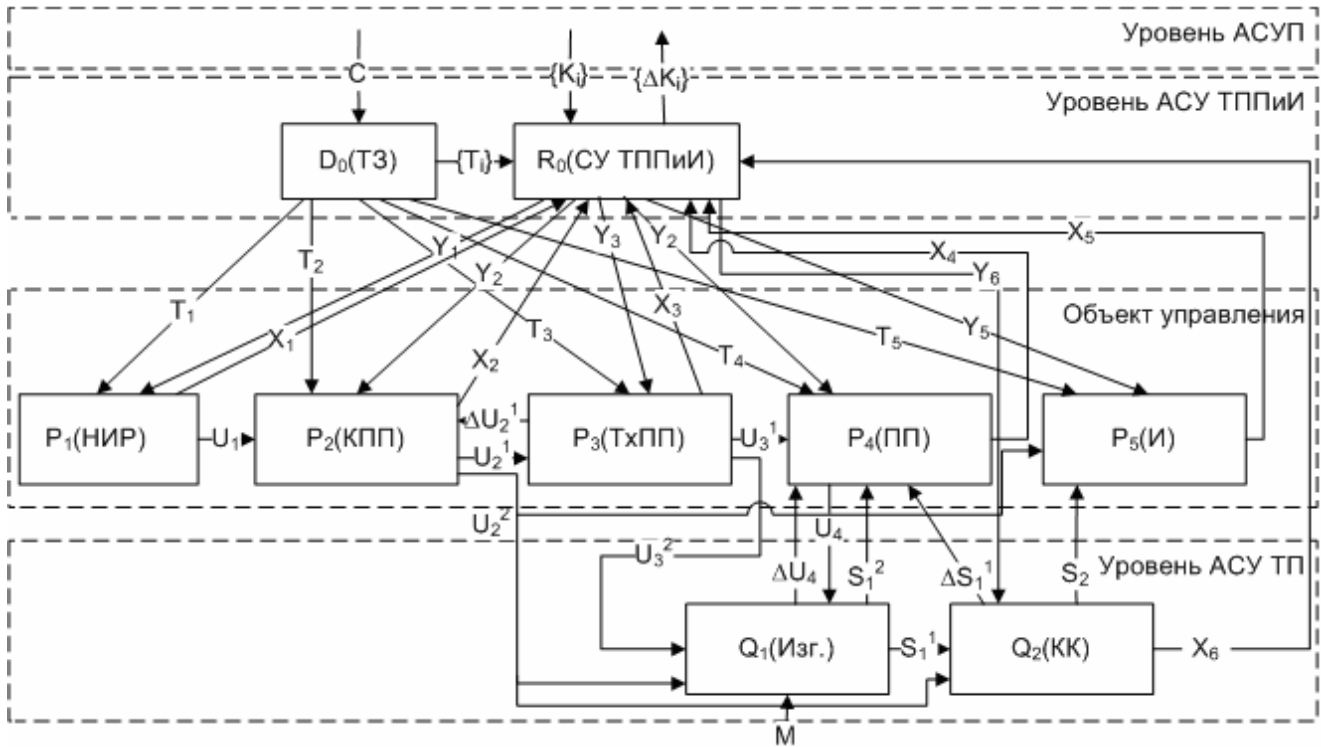 Уровень АСУП
C
{Kᵢ}
{ΔKᵢ}
Уровень АСУ ТППиИ
D₀(ТЗ)
{Tᵢ}
R₀(СУ ТППиИ)
T₂
Y₁
Y₂
Y₃
Y₂
X₄
X₅
Y₆
T₁
X₁
X₂
T₃
X₃
T₄
T₅
Y₅
Объект управления
P₁(НИР)
U₁
P₂(КПП)
ΔU₂¹
U₂¹
P₃(ТхПП)
U₃¹
P₄(ПП)
P₅(И)
U₂²
U₃²
U₄
ΔU₄
S₁²
ΔS₁¹
S₂
Уровень АСУ ТП
Q₁(Изг.)
S₁¹
Q₂(КК)
X₆
M